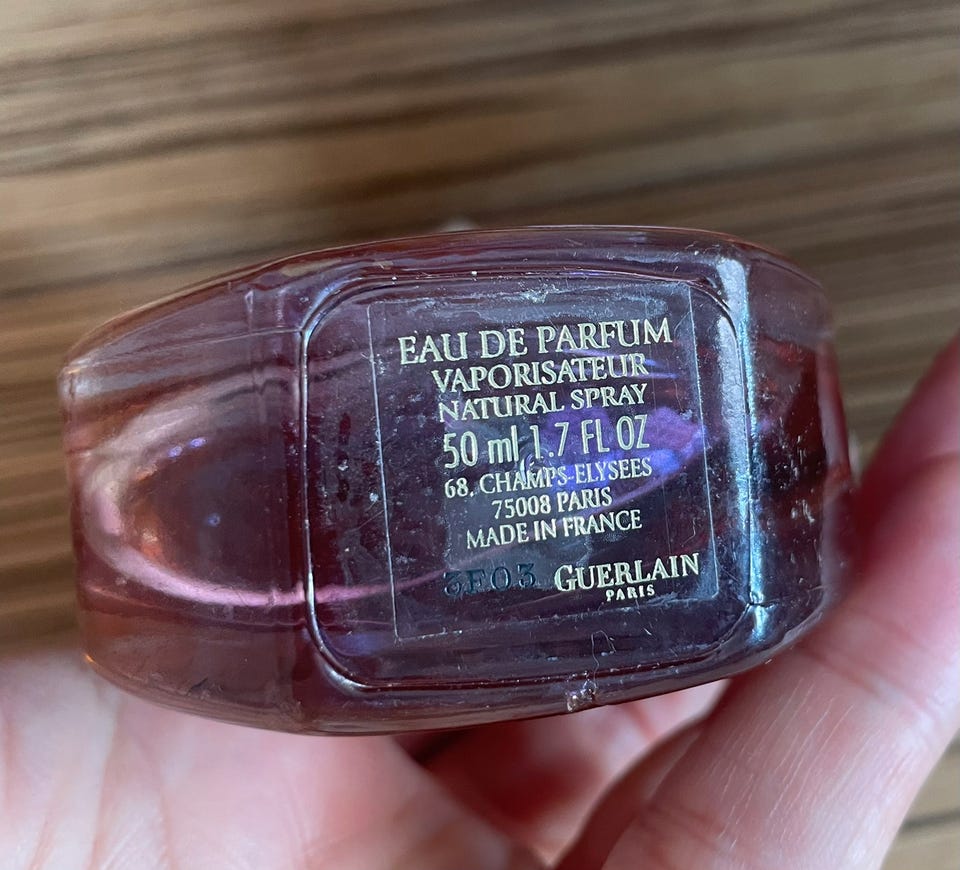 EAU DE PARFUM
VAPORISATEUR
NATURAL SPRAY
50 ml 1.7 FL OZ
68, CHAMPS-ELYSEES
75008 PARIS
MADE IN FRANCE
3F03 GUERLAIN
PARIS